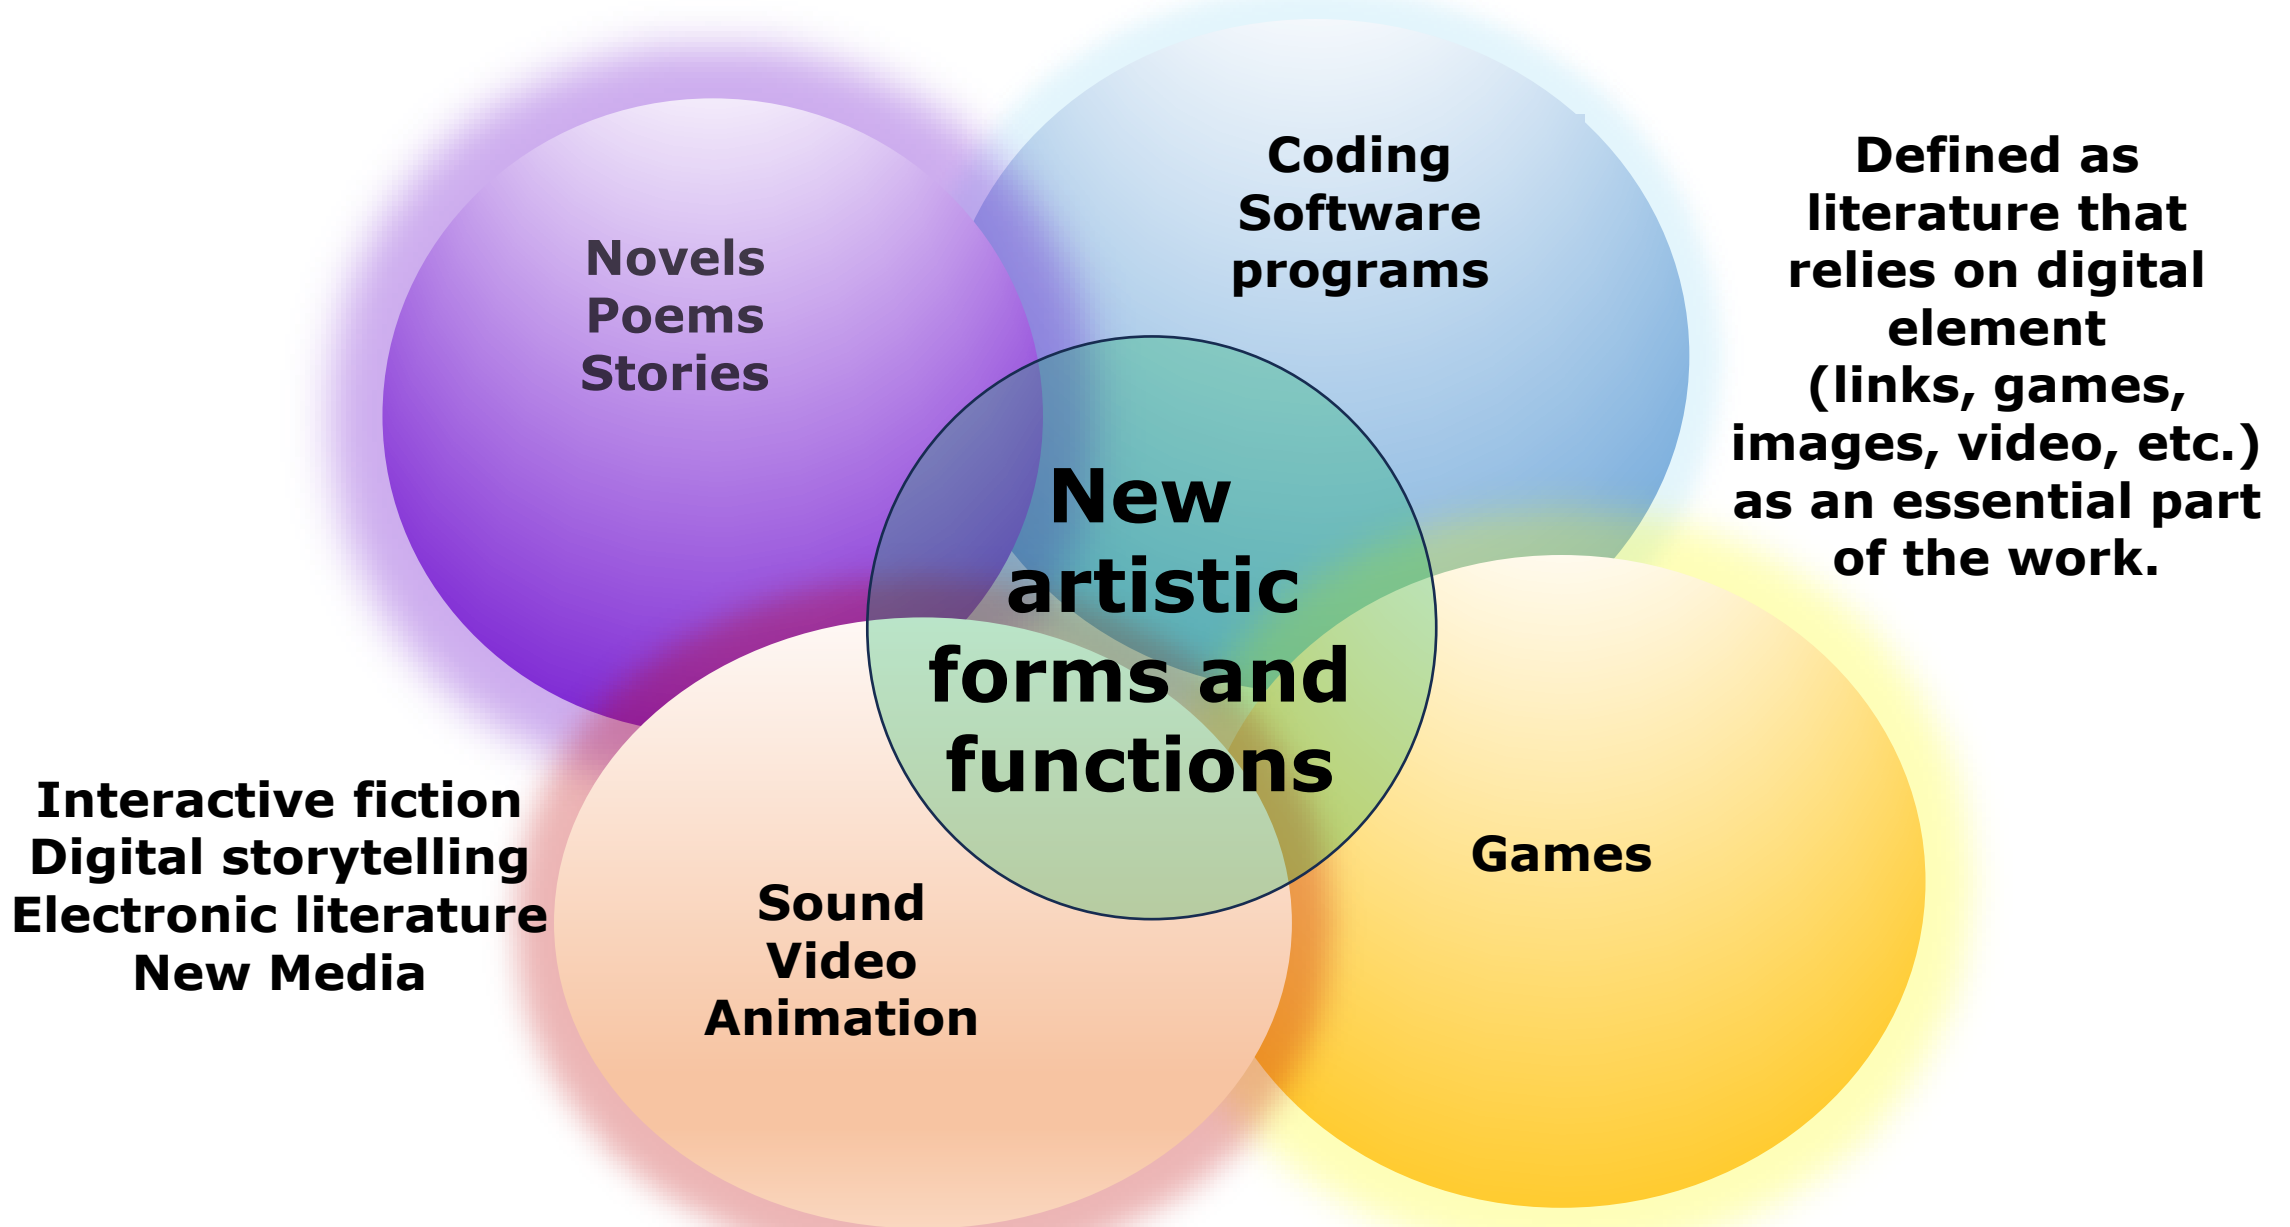 Novels
Poems
Stories
Coding
Software
programs
Defined as
literature that
relies on digital
element
(links, games,
images, video, etc.)
as an essential part
of the work.
New
artistic
forms and
functions
Interactive fiction
Digital storytelling
Electronic literature
New Media
Sound
Video
Animation
Games